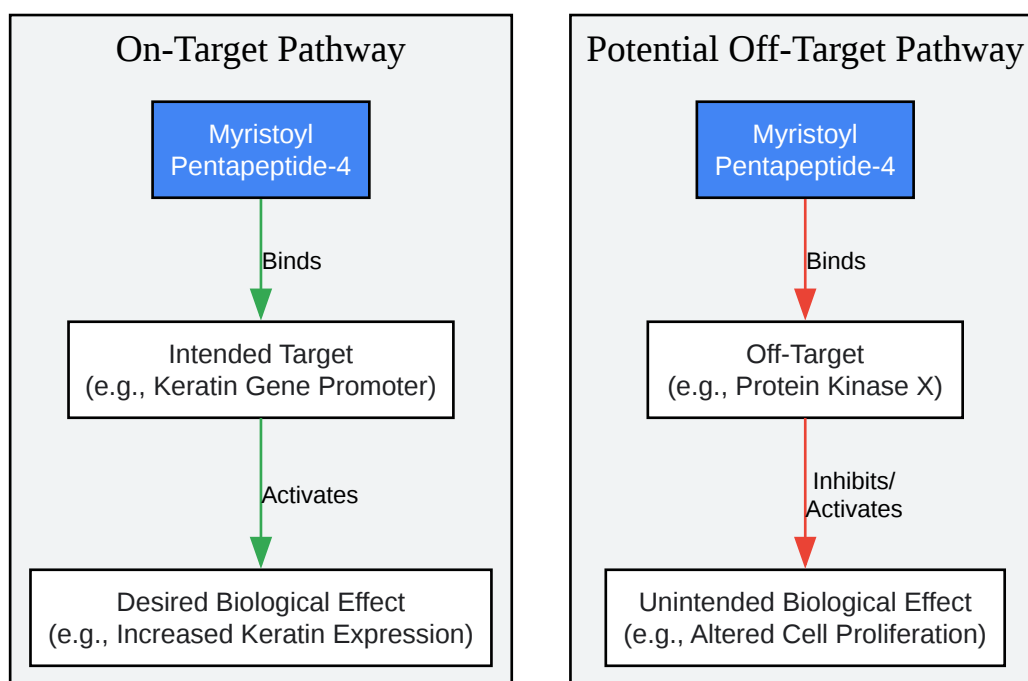 On-Target Pathway
Myristoyl
Pentapeptide-4
Binds
Intended Target
(e.g., Keratin Gene Promoter)
Activates
Desired Biological Effect
(e.g., Increased Keratin Expression)
Potential Off-Target Pathway
Myristoyl
Pentapeptide-4
Binds
Off-Target
(e.g., Protein Kinase X)
Inhibits/
Activates
Unintended Biological Effect
(e.g., Altered Cell Proliferation)